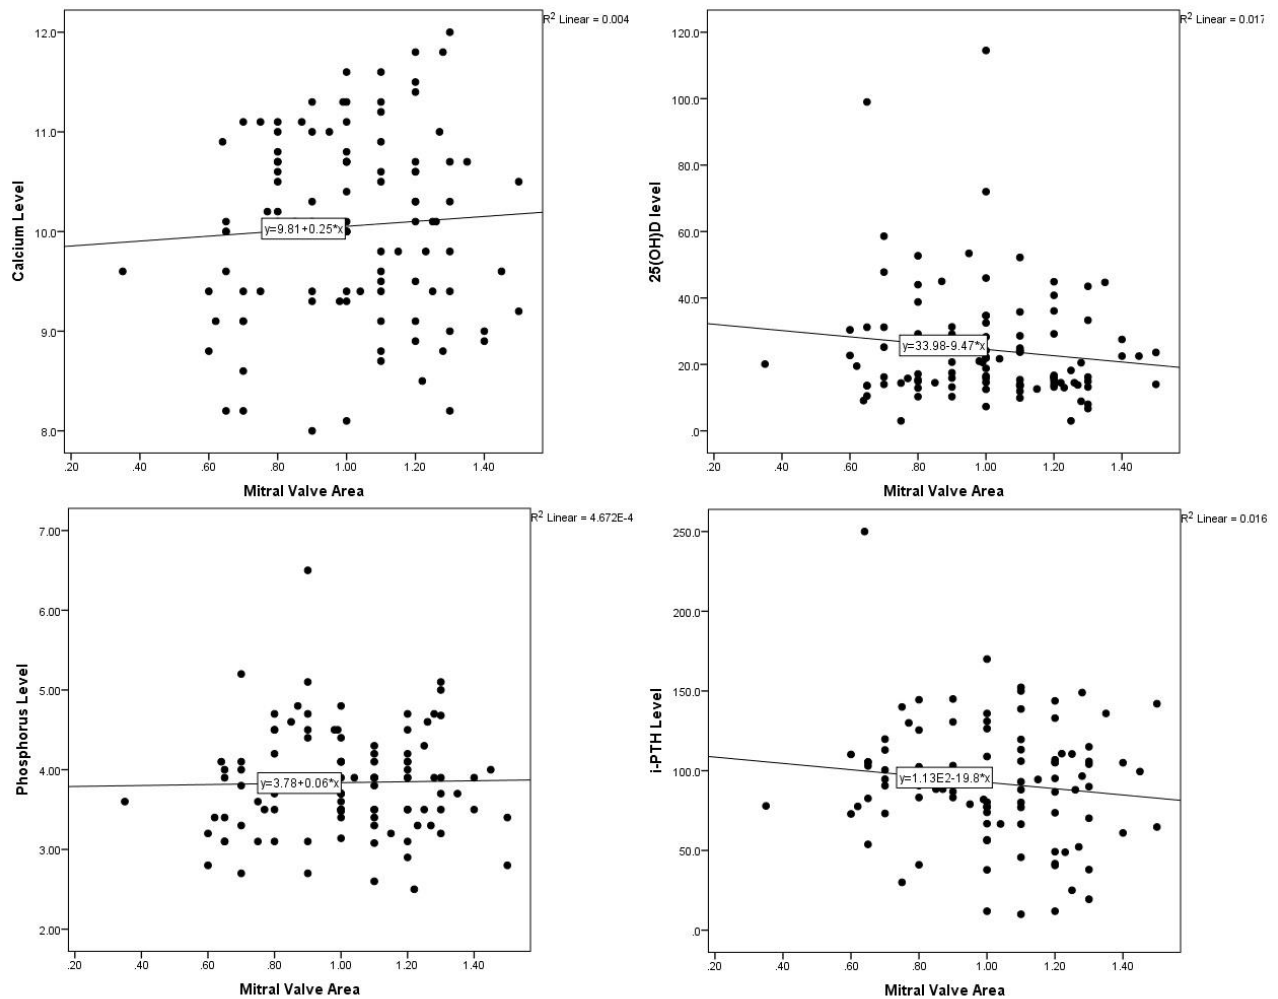 R² Linear = 0.004
12.0
11.0
10.0
9.0
8.0
Calcium Level
y=9.81+0.25*x
.20 .40 .60 .80 1.00 1.20 1.40
Mitral Valve Area
R² Linear = 0.017
120.0
100.0
80.0
60.0
40.0
20.0
.0
25(OH)D level
y=33.98-9.47*x
.20 .40 .60 .80 1.00 1.20 1.40
Mitral Valve Area
R² Linear = 4.672E-4
7.00
6.00
5.00
4.00
3.00
2.00
Phosphorus Level
y=3.78+0.06*x
.20 .40 .60 .80 1.00 1.20 1.40
Mitral Valve Area
R² Linear = 0.016
250.0
200.0
150.0
100.0
50.0
.0
i-PTH Level
y=1.13E2-19.8*x
.20 .40 .60 .80 1.00 1.20 1.40
Mitral Valve Area